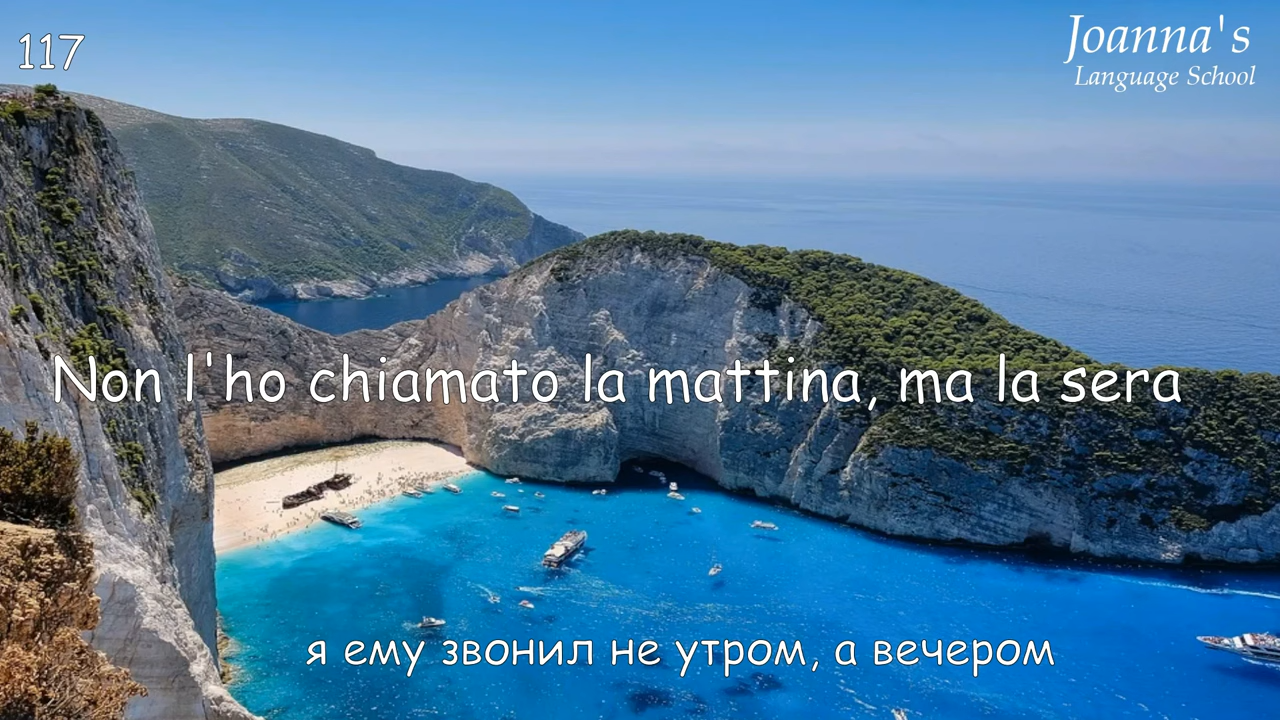 117
Joanna's
Language School
Non l'ho chiamato la mattina, ma la sera
я ему звонил не утром, а вечером